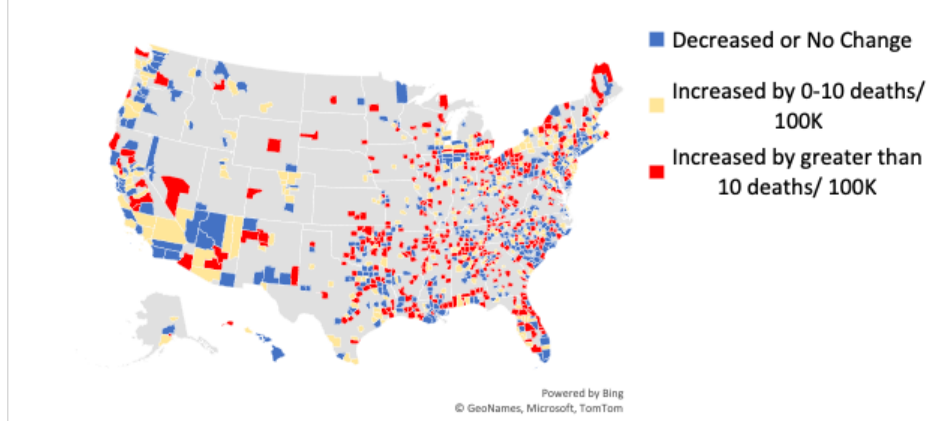 Decreased or No Change
Increased by 0-10 deaths/
100K
Increased by greater than
10 deaths/ 100K
Powered by Bing
© GeoNames, Microsoft, TomTom